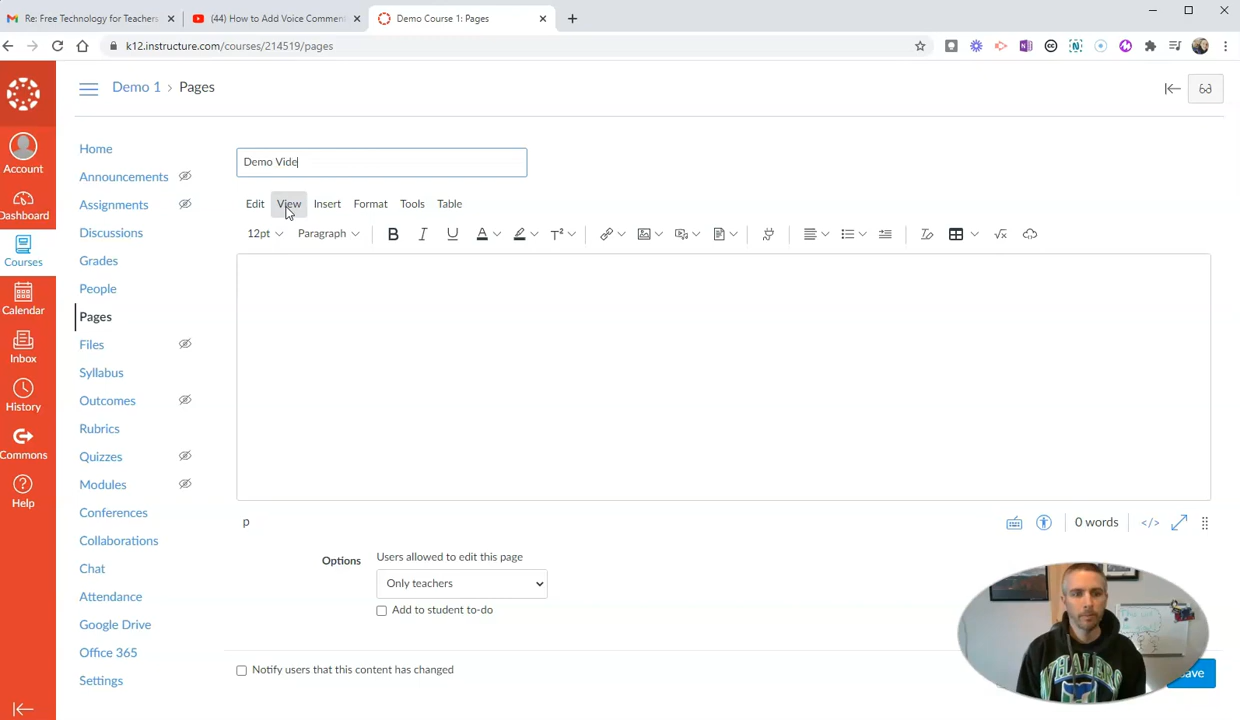 Re: Free Technology for Teachers
(44) How to Add Voice Commen
Demo Course 1: Pages
k12.instructure.com/courses/214519/pages
Demo 1 > Pages
Account
Dashboard
Courses
Calendar
Inbox
History
Commons
Help
Home
Announcements
Assignments
Discussions
Grades
People
Pages
Files
Syllabus
Outcomes
Rubrics
Quizzes
Modules
Conferences
Collaborations
Chat
Attendance
Google Drive
Office 365
Settings
Demo Vide
Edit View Insert Format Tools Table
12pt Paragraph B I U A T²
p
0 words </>
Options
Users allowed to edit this page
Only teachers
Add to student to-do
Notify users that this content has changed
ave
WHALERS